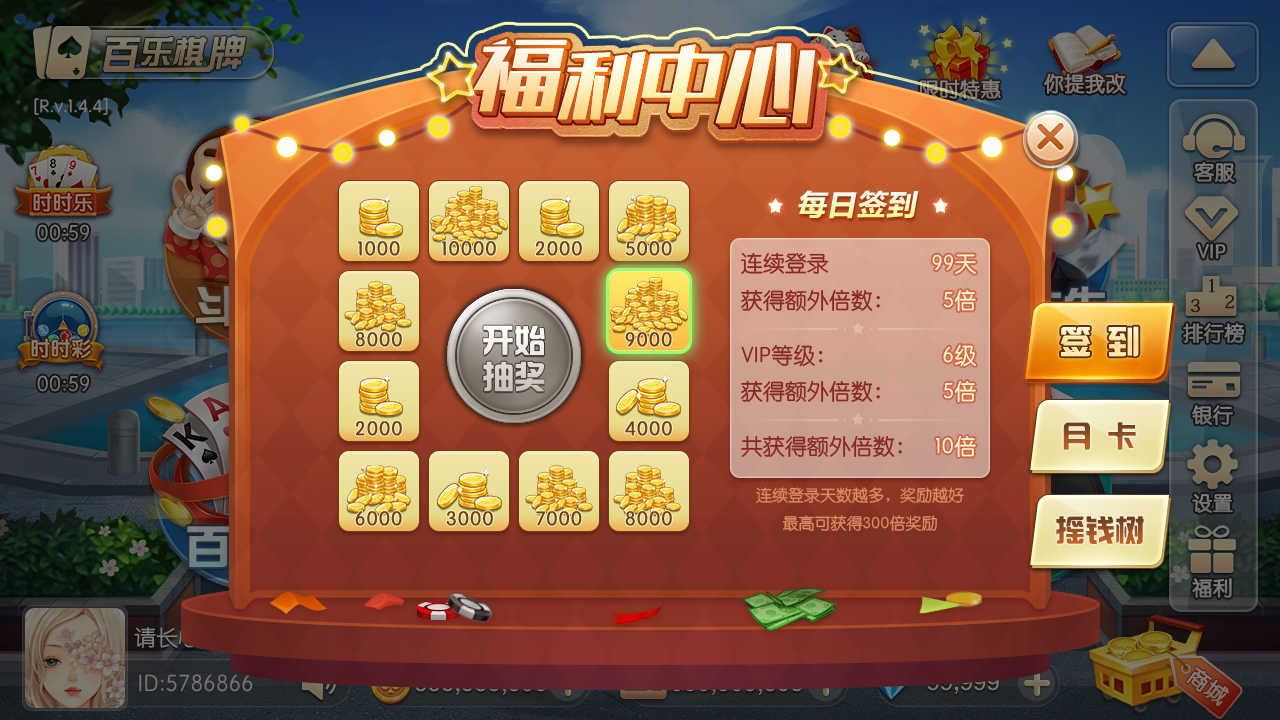 百乐棋牌
[R.v.1.4.4]
福利中心
限时特惠
你提我改
时时乐
00:59
时时彩
00:59
1000
10000
2000
5000
8000
9000
开始
抽奖
2000
4000
6000
3000
7000
8000
每日签到
连续登录 99天
获得额外倍数： 5倍
VIP等级： 6级
获得额外倍数： 5倍
共获得额外倍数： 10倍
连续登录天数越多，奖励越好
最高可获得300倍奖励
签到
月卡
摇钱树
客服
VIP
1
3 2
排行榜
银行
设置
福利
百
K
A
请长
ID:5786866
商城